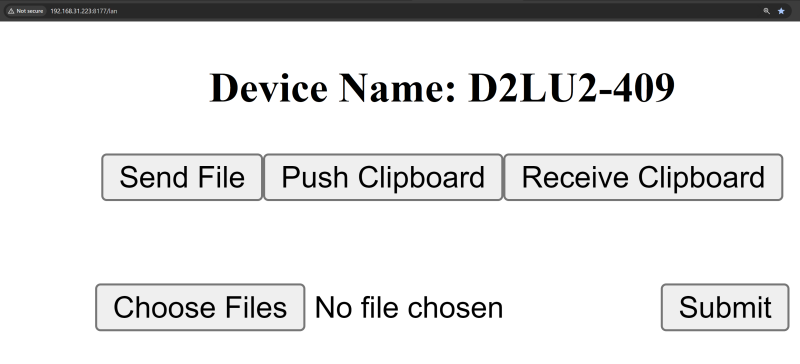 Not secure 192.168.31.223:8177/lan
Device Name: D2LU2-409
Send File Push Clipboard Receive Clipboard
Choose Files No file chosen Submit